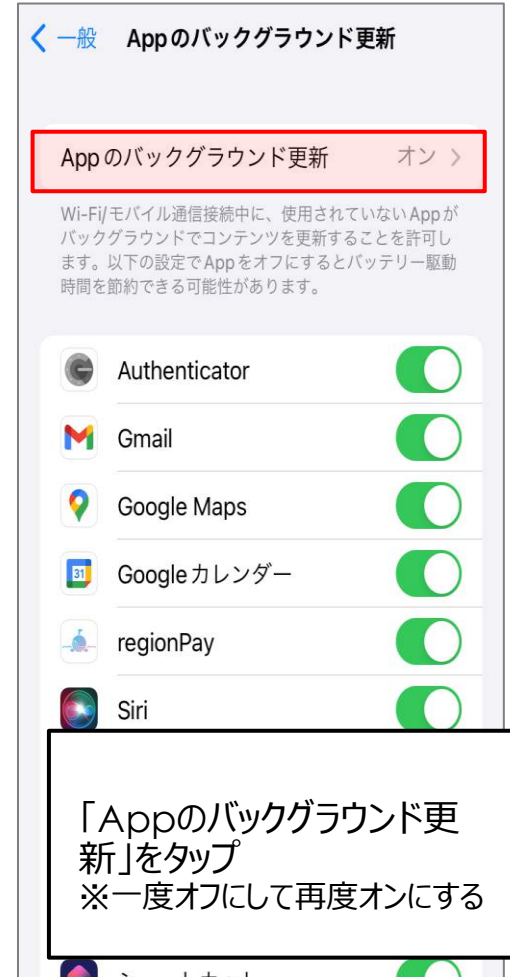 一般 Appのバックグラウンド更新
Appのバックグラウンド更新 オン
Wi-Fi/モバイル通信接続中に、使用されていないAppが
バックグラウンドでコンテンツを更新することを許可し
ます。以下の設定でAppをオフにするとバッテリー駆動
時間を節約できる可能性があります。
Authenticator
Gmail
Google Maps
31
Googleカレンダー
regionPay
Siri
「Appのバックグラウンド更
新」をタップ
※一度オフにして再度オンにする